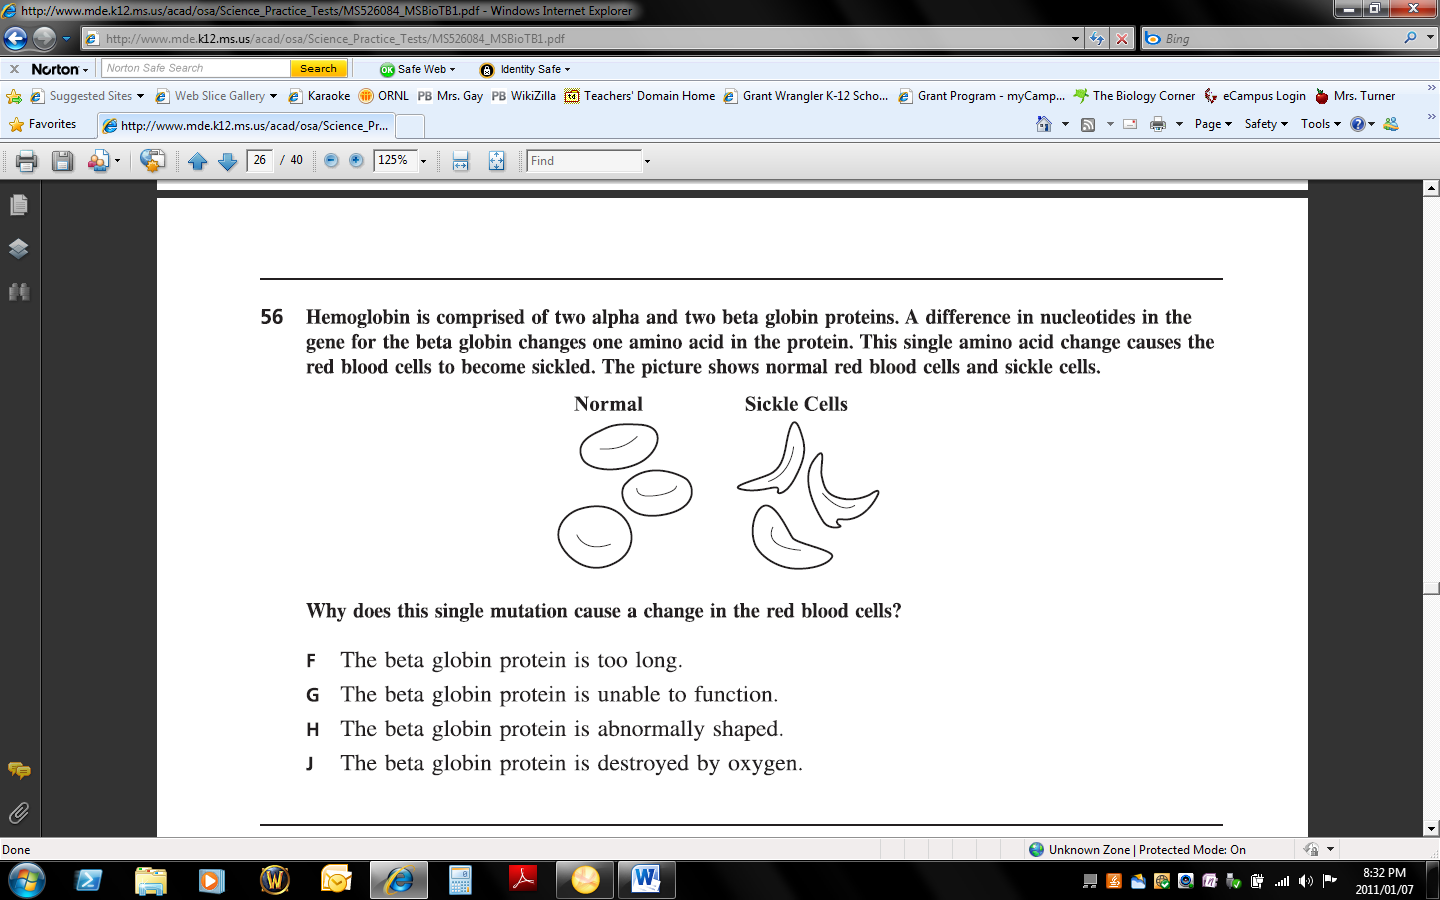 http://www.mde.k12.ms.us/acad/osa/Science_Practice_Tests/MS526084_MSBioTB1.pdf - Windows Internet Explorer
http://www.mde.k12.ms.us/acad/osa/Science_Practice_Tests/MS526084_MSBioTB1.pdf
Bing
X Norton Norton Safe Search Search OK Safe Web Identity Safe
Suggested Sites Web Slice Gallery Karaoke ORNL PB Mrs. Gay PB WikiZilla td Teachers' Domain Home Grant Wrangler K-12 Scho... Grant Program - myCamp... The Biology Corner eCampus Login Mrs. Turner
Favorites http://www.mde.k12.ms.us/acad/osa/Science_Pr... Page Safety Tools
26 / 40 125% Find
56 Hemoglobin is comprised of two alpha and two beta globin proteins. A difference in nucleotides in the
gene for the beta globin changes one amino acid in the protein. This single amino acid change causes the
red blood cells to become sickled. The picture shows normal red blood cells and sickle cells.
Normal Sickle Cells
Why does this single mutation cause a change in the red blood cells?
F The beta globin protein is too long.
G The beta globin protein is unable to function.
H The beta globin protein is abnormally shaped.
J The beta globin protein is destroyed by oxygen.
Done Unknown Zone | Protected Mode: On
8:32 PM
2011/01/07